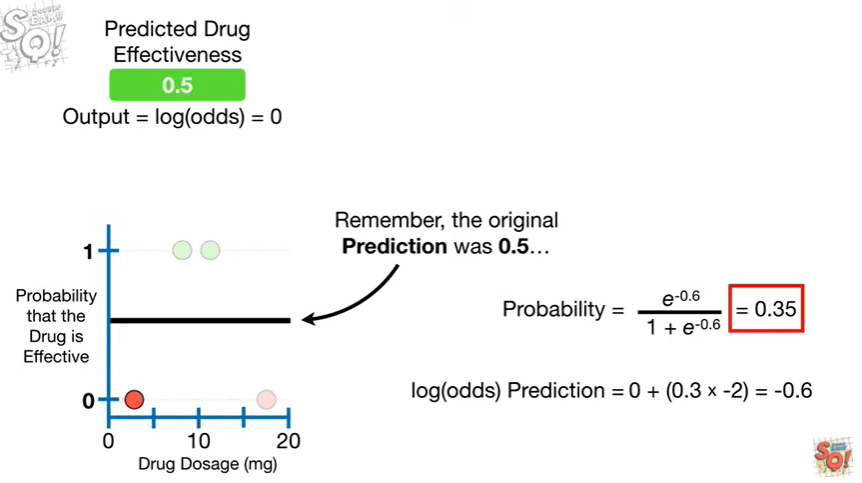 Predicted Drug
Effectiveness
0.5
Output = log(odds) = 0
Remember, the original
Prediction was 0.5...
1
Probability
that the
Drug is
Effective
0
0 10 20
Drug Dosage (mg)
Probability = e^-0.6 / 1 + e^-0.6 = 0.35
log(odds) Prediction = 0 + (0.3 × -2) = -0.6
SQ!